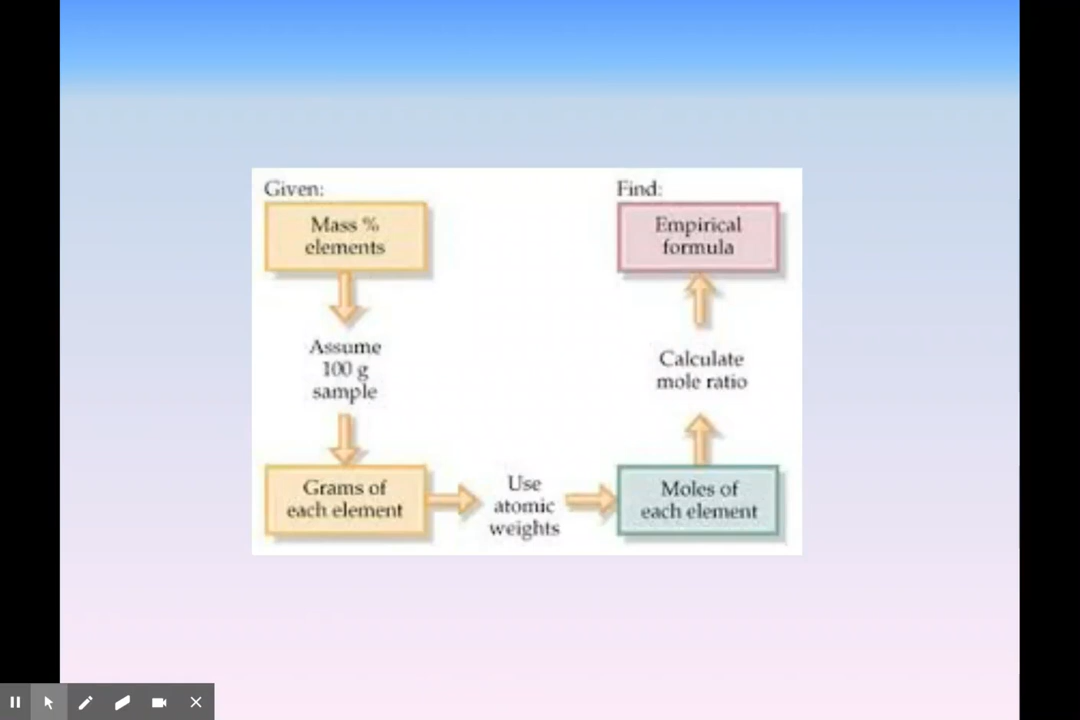 Given:
Mass %
elements
Assume
100 g
sample
Grams of
each element
Use
atomic
weights
Moles of
each element
Calculate
mole ratio
Find:
Empirical
formula